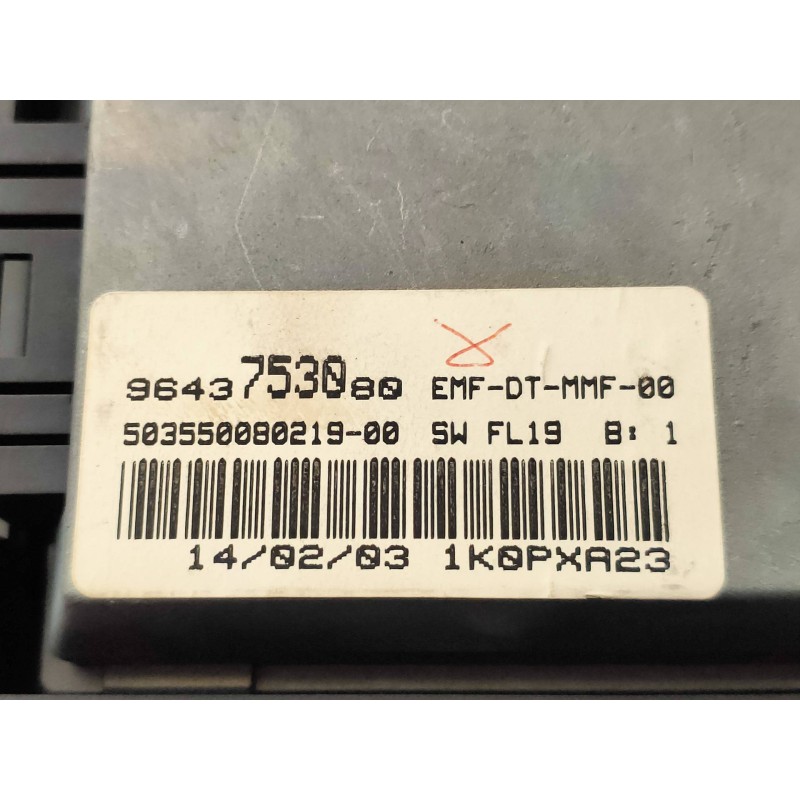 9643753080 EMF-DT-MMF-00
503550080219-00 SW FL19 B: 1
14/02/03 1K0PXA23